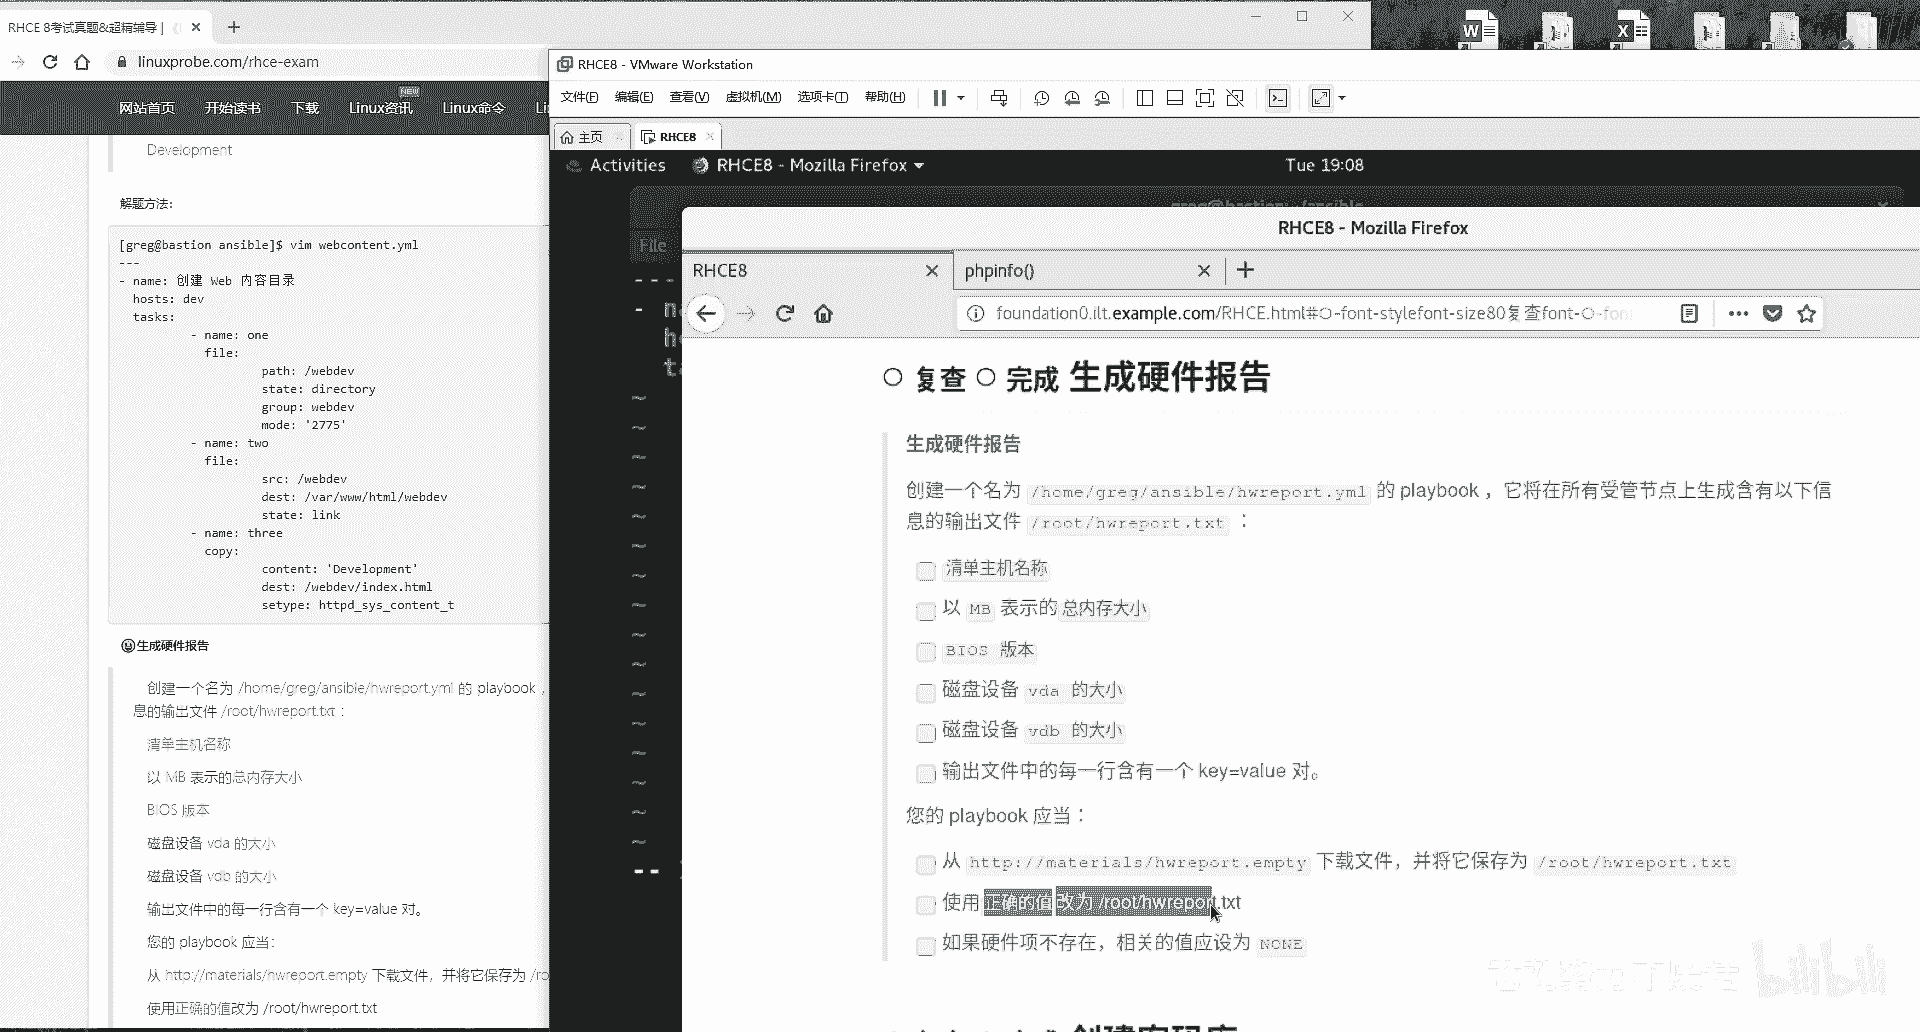 RHCE 8考试真题&超精辅导 |
linuxprobe.com/rhce-exam
网站首页 开始读书 下载 Linux资讯 NEW Linux命令
Development
解题方法:
[greg@bastion ansible]$ vim webcontent.yml
---
- name: 创建 Web 内容目录
hosts: dev
tasks:
- name: one
file:
path: /webdev
state: directory
group: webdev
mode: '2775'
- name: two
file:
src: /webdev
dest: /var/www/html/webdev
state: link
- name: three
copy:
content: 'Development'
dest: /webdev/index.html
setype: httpd_sys_content_t
生成硬件报告
创建一个名为 /home/greg/ansible/hwreport.yml 的 playbook，
息的输出文件 /root/hwreport.txt：
清单主机名称
以 MB 表示的总内存大小
BIOS 版本
磁盘设备 vda 的大小
磁盘设备 vdb 的大小
输出文件中的每一行含有一个 key=value 对。
您的 playbook 应当：
从 http://materials/hwreport.empty 下载文件，并将它保存为 /ro
使用正确的值改为 /root/hwreport.txt
RHCE8 - VMware Workstation
文件(F) 编辑(E) 查看(V) 虚拟机(M) 选项卡(T) 帮助(H)
主页 RHCE8
Activities RHCE8 - Mozilla Firefox Tue 19:08
greg@bastion:~/ansible
File
RHCE8 - Mozilla Firefox
RHCE8 phpinfo()
foundation0.ilt.example.com/RHCE.html#○-font-stylefont-size80复查font-○-fon
○ 复查 ○ 完成 生成硬件报告
生成硬件报告
创建一个名为 /home/greg/ansible/hwreport.yml 的 playbook ，它将在所有受管节点上生成含有以下信
息的输出文件 /root/hwreport.txt ：
清单主机名称
以 MB 表示的总内存大小
BIOS 版本
磁盘设备 vda 的大小
磁盘设备 vdb 的大小
输出文件中的每一行含有一个 key=value 对。
您的 playbook 应当：
从 http://materials/hwreport.empty 下载文件，并将它保存为 /root/hwreport.txt
使用 正确的值 改为 /root/hwreport.txt
如果硬件项不存在，相关的值应设为 NONE
bilibili